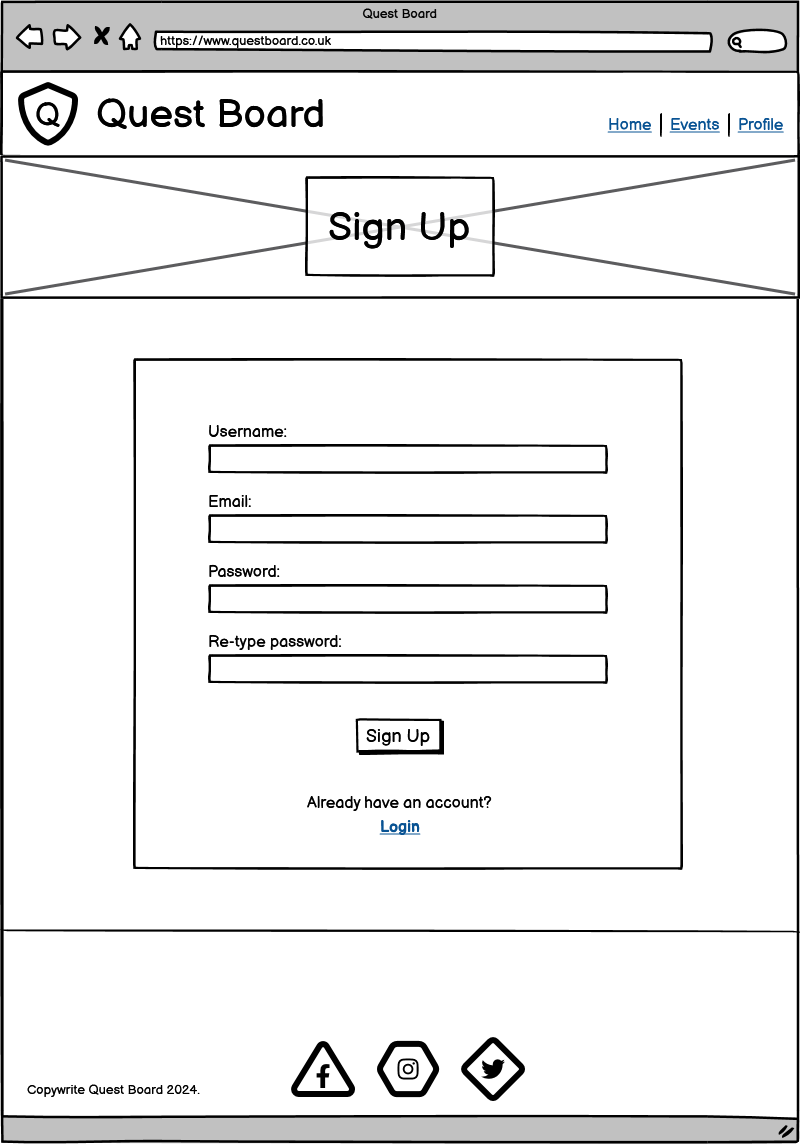 Quest Board
https://www.questboard.co.uk
Q
Quest Board
Home
Events
Profile
Sign Up
Username:
Email:
Password:
Re-type password:
Sign Up
Already have an account?
Login
Copywrite Quest Board 2024.